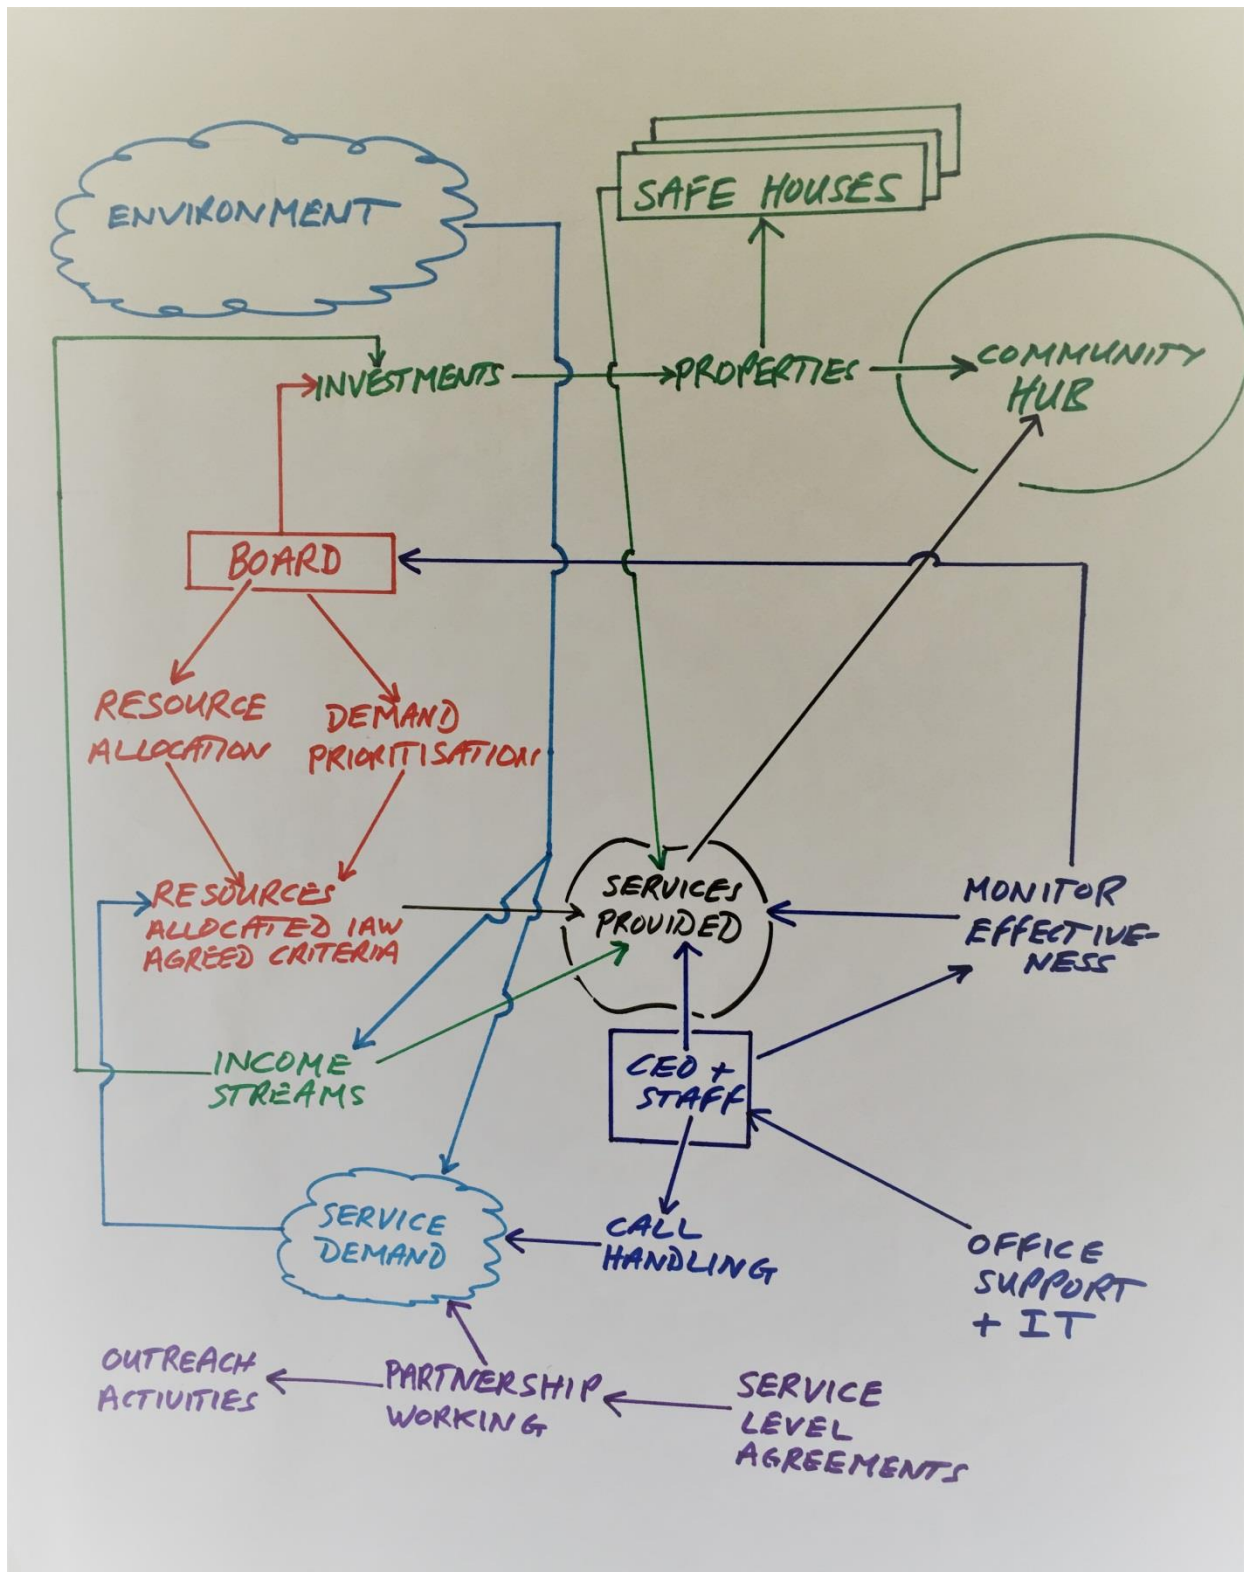 SAFE HOUSES
ENVIRONMENT
INVESTMENTS
PROPERTIES
COMMUNITY
HUB
BOARD
RESOURCE
ALLOCATION
DEMAND
PRIORITISATION
RESOURCES
ALLOCATED IAW
AGREED CRITERIA
SERVICES
PROVIDED
MONITOR
EFFECTIVE-
NESS
INCOME
STREAMS
CEO +
STAFF
SERVICE
DEMAND
CALL
HANDLING
OFFICE
SUPPORT
+ IT
OUTREACH
ACTIVITIES
PARTNERSHIP
WORKING
SERVICE
LEVEL
AGREEMENTS